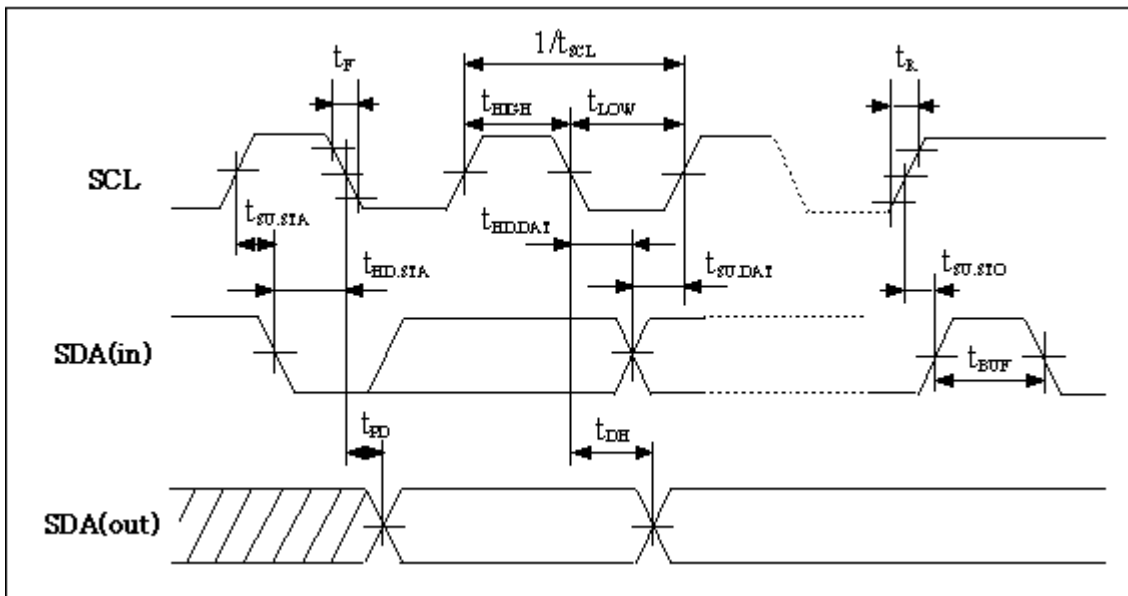 1/tSCL
tF
tR
tHIGH
tLOW
SCL
tSU.STA
tHD.DAT
tHD.STA
tSU.DAT
tSU.STO
SDA(in)
tBUF
tPD
tDH
SDA(out)